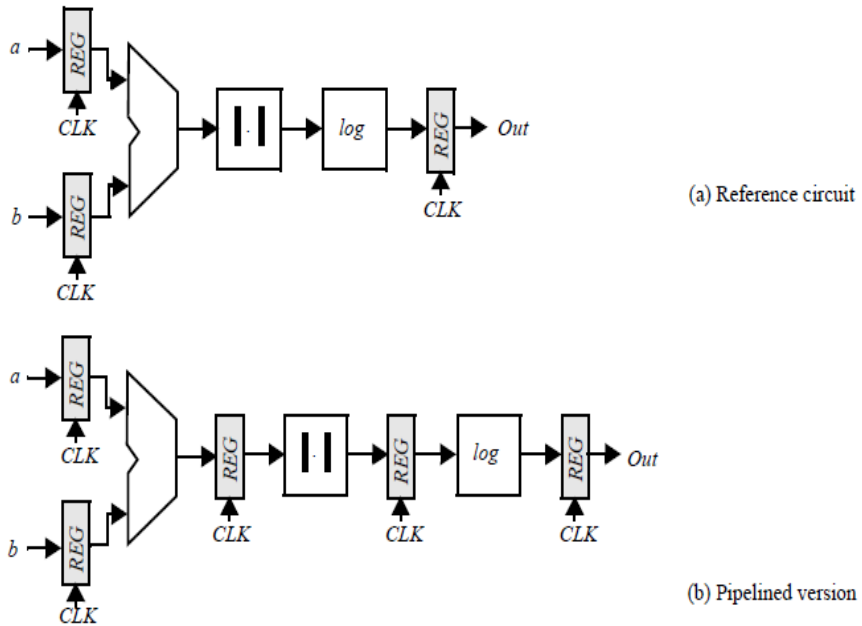 a
REG
CLK
b
REG
CLK
| . |
log
REG
CLK
Out
(a) Reference circuit
a
REG
CLK
b
REG
CLK
REG
CLK
| . |
REG
CLK
log
REG
CLK
Out
(b) Pipelined version